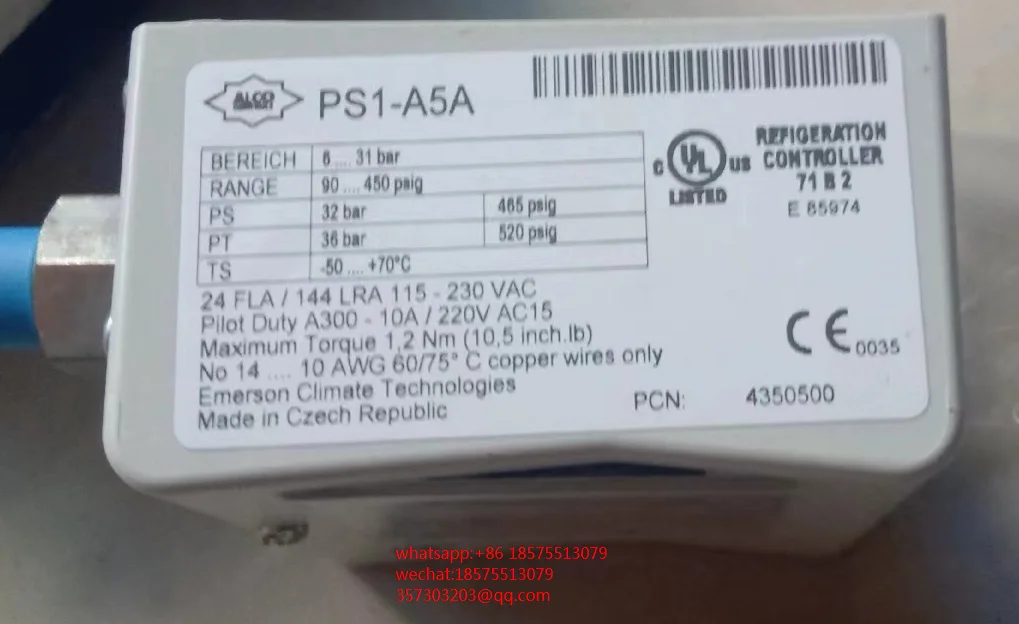 ALCO
PS1-A5A
BEREICH 6 .... 31 bar
RANGE 90 .... 450 psig
PS 32 bar 465 psig
PT 36 bar 520 psig
TS -50 .... +70°C
24 FLA / 144 LRA 115 - 230 VAC
Pilot Duty A300 - 10A / 220V AC15
Maximum Torque 1,2 Nm (10,5 inch.lb)
No 14 .... 10 AWG 60/75° C copper wires only
Emerson Climate Technologies
Made in Czech Republic
C UL US
LISTED
REFIGERATION
CONTROLLER
71 B 2
E 85974
CE 0035
PCN: 4350500
whatsapp:+86 18575513079
wechat:18575513079
357303203@qq.com